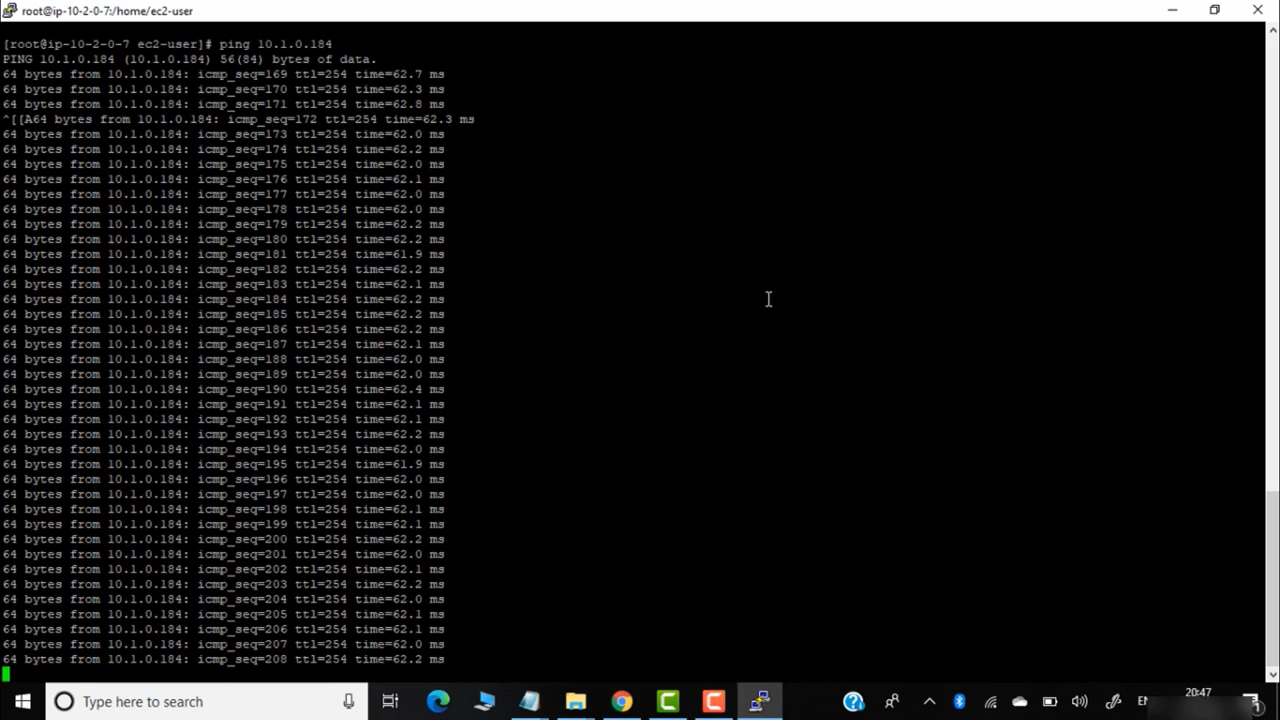 root@ip-10-2-0-7:/home/ec2-user
[root@ip-10-2-0-7 ec2-user]# ping 10.1.0.184
PING 10.1.0.184 (10.1.0.184) 56(84) bytes of data.
64 bytes from 10.1.0.184: icmp_seq=169 ttl=254 time=62.7 ms
64 bytes from 10.1.0.184: icmp_seq=170 ttl=254 time=62.3 ms
64 bytes from 10.1.0.184: icmp_seq=171 ttl=254 time=62.8 ms
^[[A64 bytes from 10.1.0.184: icmp_seq=172 ttl=254 time=62.3 ms
64 bytes from 10.1.0.184: icmp_seq=173 ttl=254 time=62.0 ms
64 bytes from 10.1.0.184: icmp_seq=174 ttl=254 time=62.2 ms
64 bytes from 10.1.0.184: icmp_seq=175 ttl=254 time=62.0 ms
64 bytes from 10.1.0.184: icmp_seq=176 ttl=254 time=62.1 ms
64 bytes from 10.1.0.184: icmp_seq=177 ttl=254 time=62.0 ms
64 bytes from 10.1.0.184: icmp_seq=178 ttl=254 time=62.0 ms
64 bytes from 10.1.0.184: icmp_seq=179 ttl=254 time=62.2 ms
64 bytes from 10.1.0.184: icmp_seq=180 ttl=254 time=62.2 ms
64 bytes from 10.1.0.184: icmp_seq=181 ttl=254 time=61.9 ms
64 bytes from 10.1.0.184: icmp_seq=182 ttl=254 time=62.2 ms
64 bytes from 10.1.0.184: icmp_seq=183 ttl=254 time=62.1 ms
64 bytes from 10.1.0.184: icmp_seq=184 ttl=254 time=62.2 ms
64 bytes from 10.1.0.184: icmp_seq=185 ttl=254 time=62.2 ms
64 bytes from 10.1.0.184: icmp_seq=186 ttl=254 time=62.2 ms
64 bytes from 10.1.0.184: icmp_seq=187 ttl=254 time=62.1 ms
64 bytes from 10.1.0.184: icmp_seq=188 ttl=254 time=62.0 ms
64 bytes from 10.1.0.184: icmp_seq=189 ttl=254 time=62.0 ms
64 bytes from 10.1.0.184: icmp_seq=190 ttl=254 time=62.4 ms
64 bytes from 10.1.0.184: icmp_seq=191 ttl=254 time=62.1 ms
64 bytes from 10.1.0.184: icmp_seq=192 ttl=254 time=62.1 ms
64 bytes from 10.1.0.184: icmp_seq=193 ttl=254 time=62.2 ms
64 bytes from 10.1.0.184: icmp_seq=194 ttl=254 time=62.0 ms
64 bytes from 10.1.0.184: icmp_seq=195 ttl=254 time=61.9 ms
64 bytes from 10.1.0.184: icmp_seq=196 ttl=254 time=62.0 ms
64 bytes from 10.1.0.184: icmp_seq=197 ttl=254 time=62.0 ms
64 bytes from 10.1.0.184: icmp_seq=198 ttl=254 time=62.1 ms
64 bytes from 10.1.0.184: icmp_seq=199 ttl=254 time=62.1 ms
64 bytes from 10.1.0.184: icmp_seq=200 ttl=254 time=62.2 ms
64 bytes from 10.1.0.184: icmp_seq=201 ttl=254 time=62.0 ms
64 bytes from 10.1.0.184: icmp_seq=202 ttl=254 time=62.1 ms
64 bytes from 10.1.0.184: icmp_seq=203 ttl=254 time=62.2 ms
64 bytes from 10.1.0.184: icmp_seq=204 ttl=254 time=62.0 ms
64 bytes from 10.1.0.184: icmp_seq=205 ttl=254 time=62.1 ms
64 bytes from 10.1.0.184: icmp_seq=206 ttl=254 time=62.1 ms
64 bytes from 10.1.0.184: icmp_seq=207 ttl=254 time=62.0 ms
64 bytes from 10.1.0.184: icmp_seq=208 ttl=254 time=62.2 ms
Type here to search
20:47